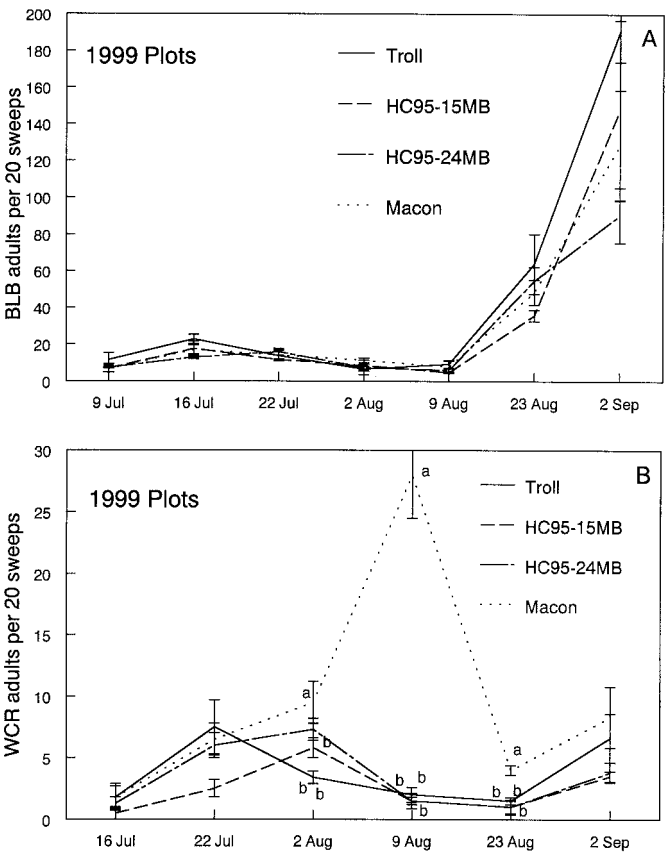 A
1999 Plots
Troll
HC95-15MB
HC95-24MB
Macon
BLB adults per 20 sweeps
200
180
160
140
120
100
80
60
40
20
0
9 Jul 16 Jul 22 Jul 2 Aug 9 Aug 23 Aug 2 Sep
B
1999 Plots
Troll
HC95-15MB
HC95-24MB
Macon
WCR adults per 20 sweeps
30
25
20
15
10
5
0
a
a
b
b b
b b
b
a
b b
b
16 Jul 22 Jul 2 Aug 9 Aug 23 Aug 2 Sep